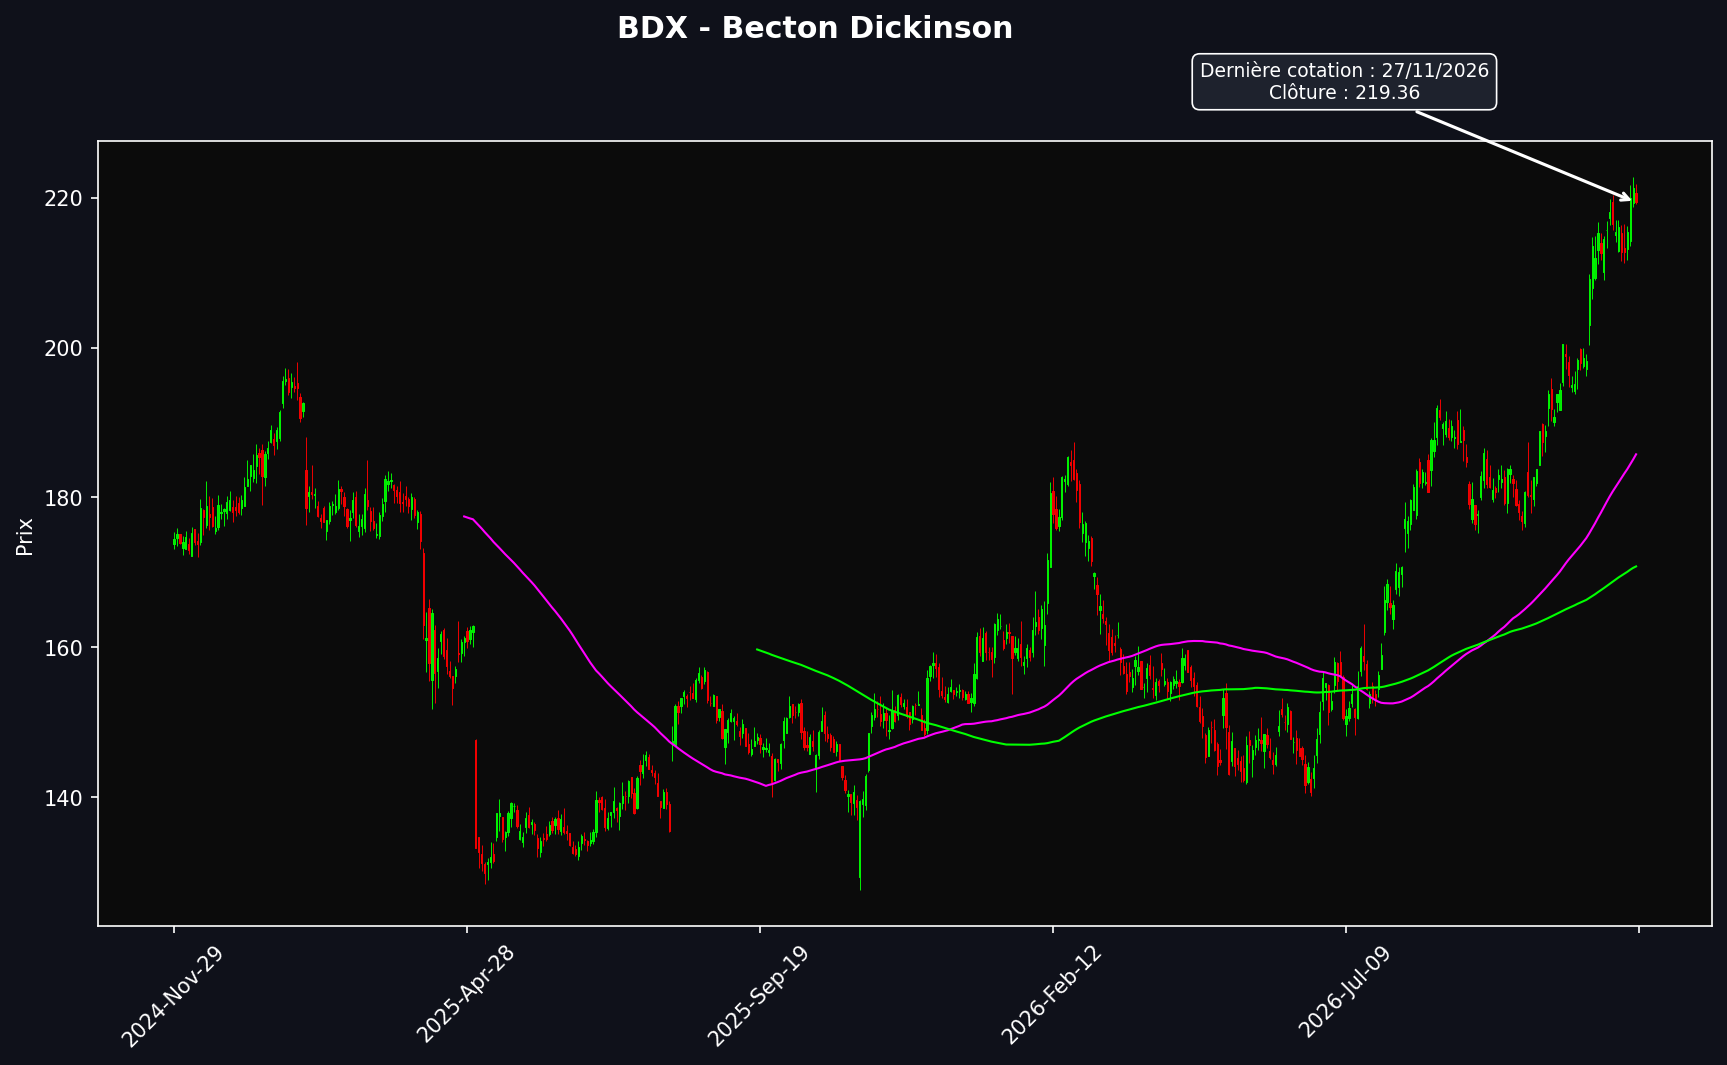 BDX - Becton Dickinson
Dernière cotation : 27/11/2026
Clôture : 219.36
Prix
220
200
180
160
140
2024-Nov-29
2025-Apr-28
2025-Sep-19
2026-Feb-12
2026-Jul-09